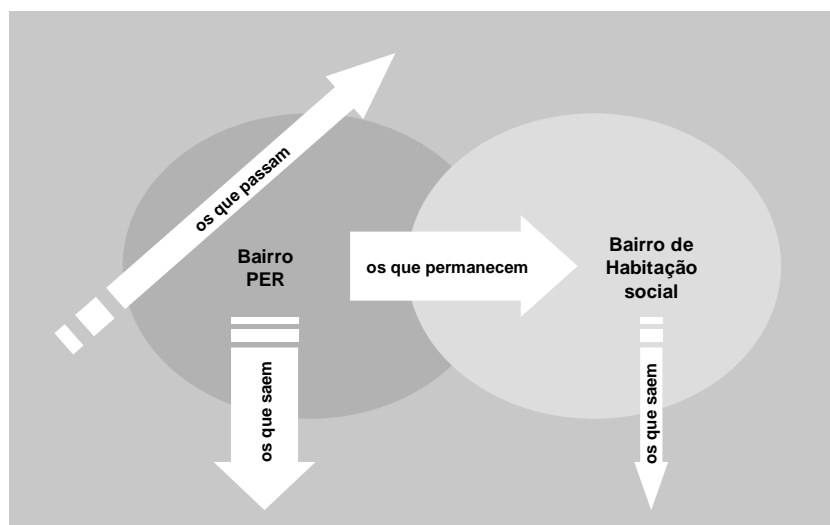 os que passam
Bairro
PER
os que permanecem
Bairro de
Habitação
social
os que saem
os que saem